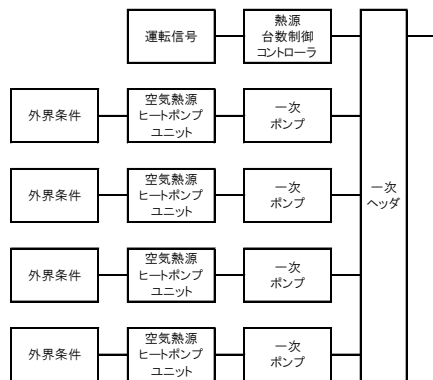 運転信号
熱源
台数制御
コントローラ
外界条件
空気熱源
ヒートポンプ
ユニット
一次
ポンプ
外界条件
空気熱源
ヒートポンプ
ユニット
一次
ポンプ
一次
ヘッダ
外界条件
空気熱源
ヒートポンプ
ユニット
一次
ポンプ
外界条件
空気熱源
ヒートポンプ
ユニット
一次
ポンプ